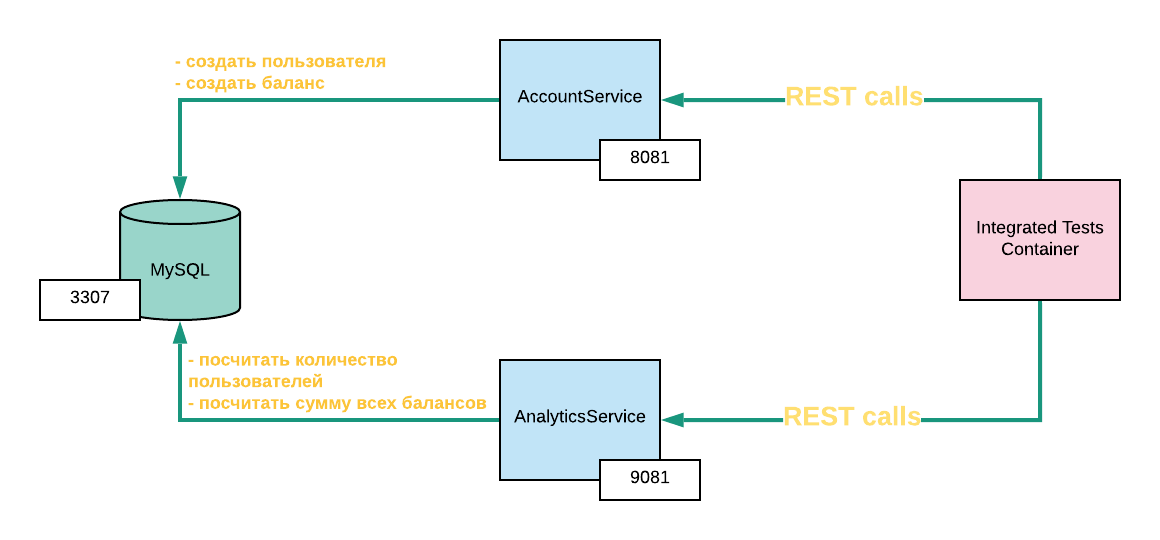 - создать пользователя
- создать баланс
AccountService
8081
REST calls
Integrated Tests
Container
MySQL
3307
- посчитать количество
пользователей
- посчитать сумму всех балансов
AnalyticsService
9081
REST calls